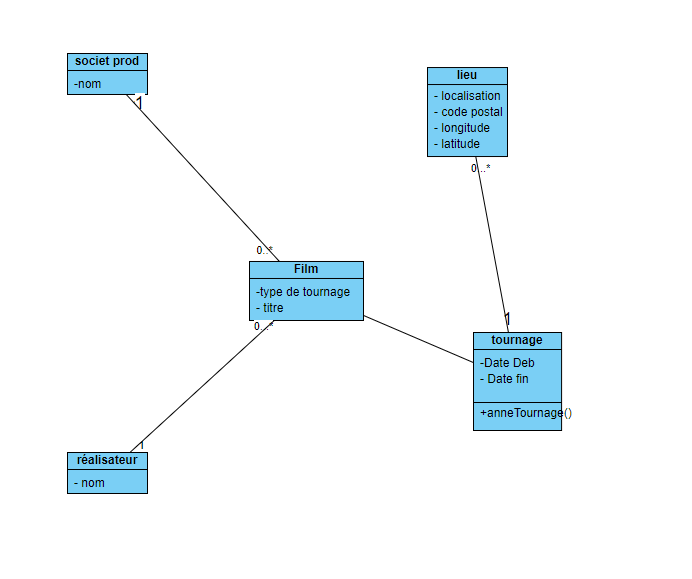 societ prod
-nom
1
lieu
- localisation
- code postal
- longitude
- latitude
0..*
0..*
Film
-type de tournage
- titre
0..*
1
tournage
-Date Deb
- Date fin
+anneTournage()
1
réalisateur
- nom